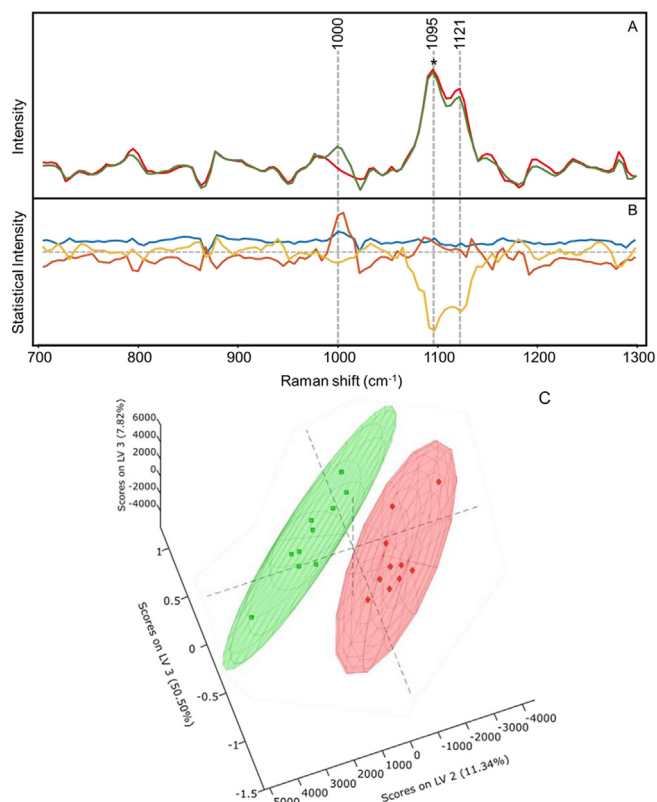 1000
1095
1121
A
*
Intensity
B
Statistical Intensity
700 800 900 1000 1100 1200 1300
Raman shift (cm-1)
C
Scores on LV 3 (7.82%)
6000
4000
2000
0
-2000
-4000
Scores on LV 3 (50.50%)
1
0.5
0
-0.5
-1
-1.5
5000 4000 3000 2000 1000 0 -1000 -2000 -3000 -4000
Scores on LV 2 (11.34%)